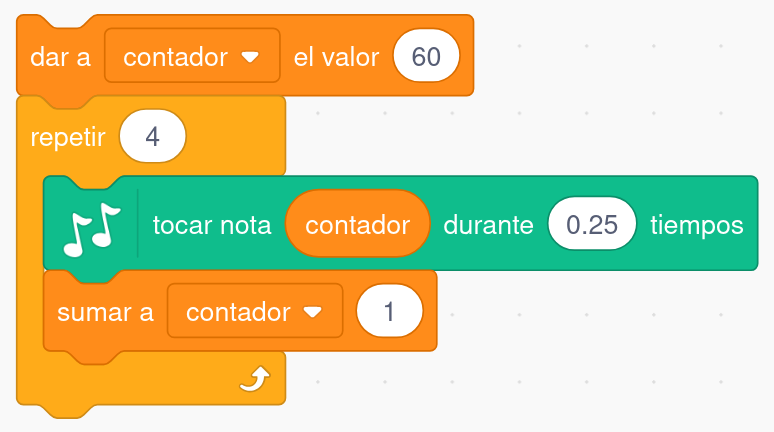 dar a contador el valor 60
repetir 4
tocar nota contador durante 0.25 tiempos
sumar a contador 1